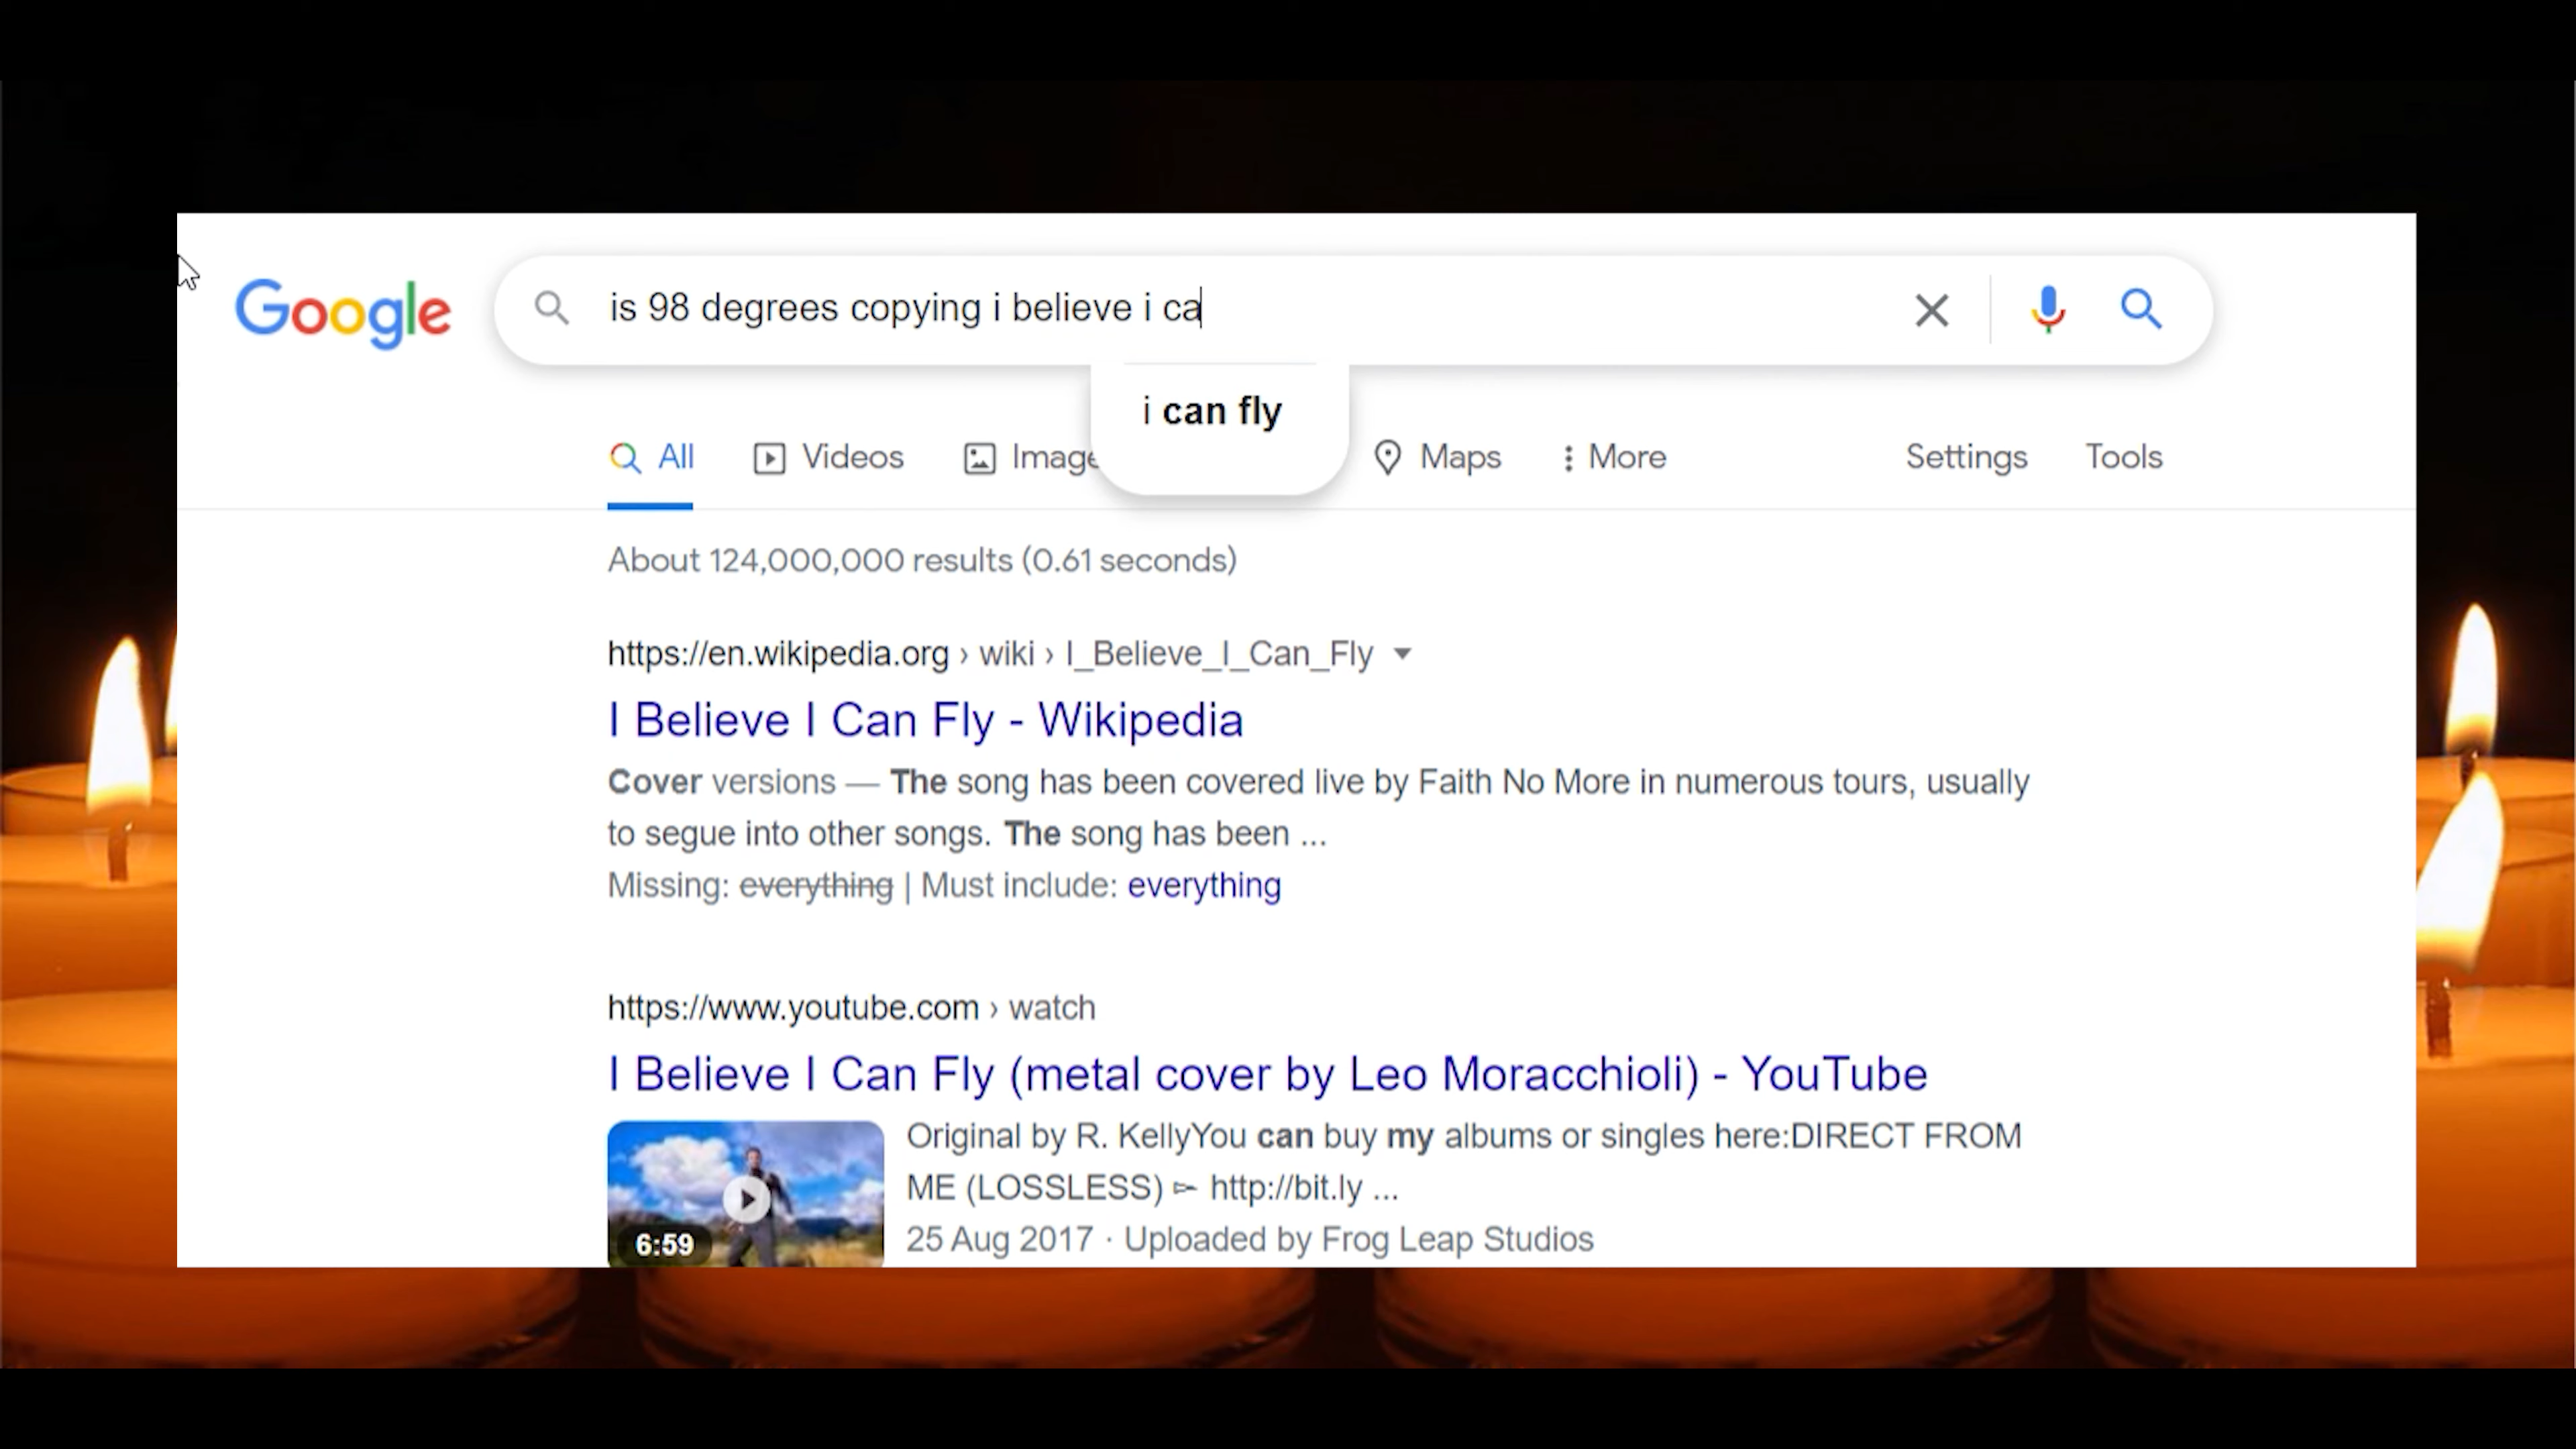 Google
is 98 degrees copying i believe i ca
i can fly
All Videos Image Maps More Settings Tools
About 124,000,000 results (0.61 seconds)
https://en.wikipedia.org › wiki › I_Believe_I_Can_Fly
I Believe I Can Fly - Wikipedia
Cover versions — The song has been covered live by Faith No More in numerous tours, usually
to segue into other songs. The song has been ...
Missing: everything | Must include: everything
https://www.youtube.com › watch
I Believe I Can Fly (metal cover by Leo Moracchioli) - YouTube
Original by R. KellyYou can buy my albums or singles here:DIRECT FROM
ME (LOSSLESS) ➣ http://bit.ly ...
6:59
25 Aug 2017 · Uploaded by Frog Leap Studios